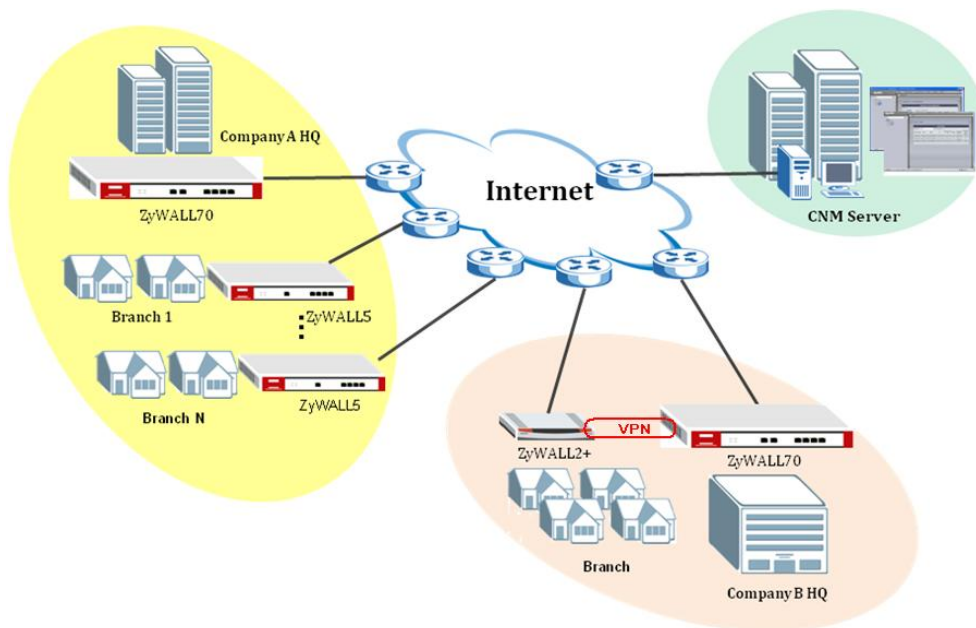 Company A HQ
ZyWALL70
Branch 1
ZyWALL5
Branch N
ZyWALL5
Internet
CNM Server
VPN
ZyWALL2+
ZyWALL70
Branch
Company B HQ